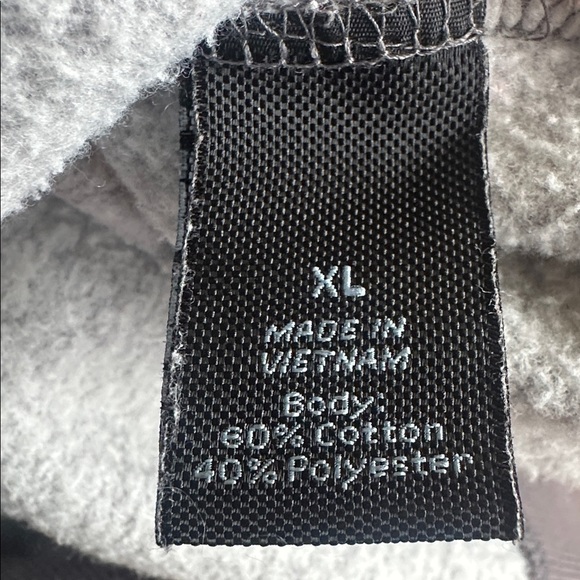 XL
MADE IN
VIETNAM
Body:
60% Cotton
40% Polyester